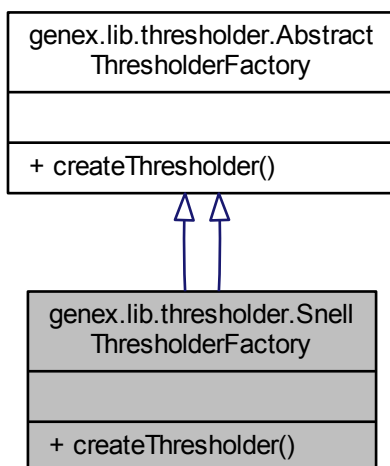 genex.lib.thresholder.Abstract
ThresholderFactory
+ createThresholder()
genex.lib.thresholder.Snell
ThresholderFactory
+ createThresholder()